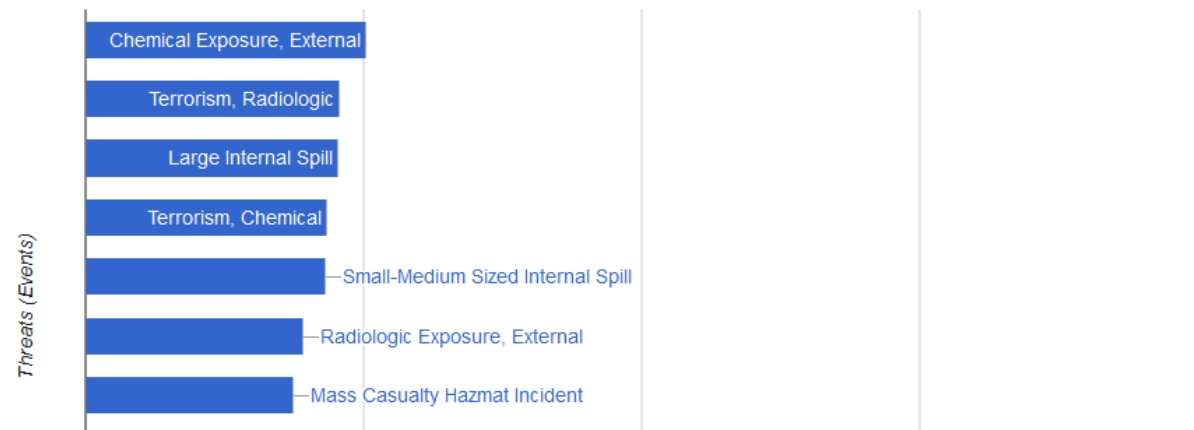 Chemical Exposure, External
Terrorism, Radiologic
Large Internal Spill
Terrorism, Chemical
Small-Medium Sized Internal Spill
Radiologic Exposure, External
Mass Casualty Hazmat Incident
Threats (Events)